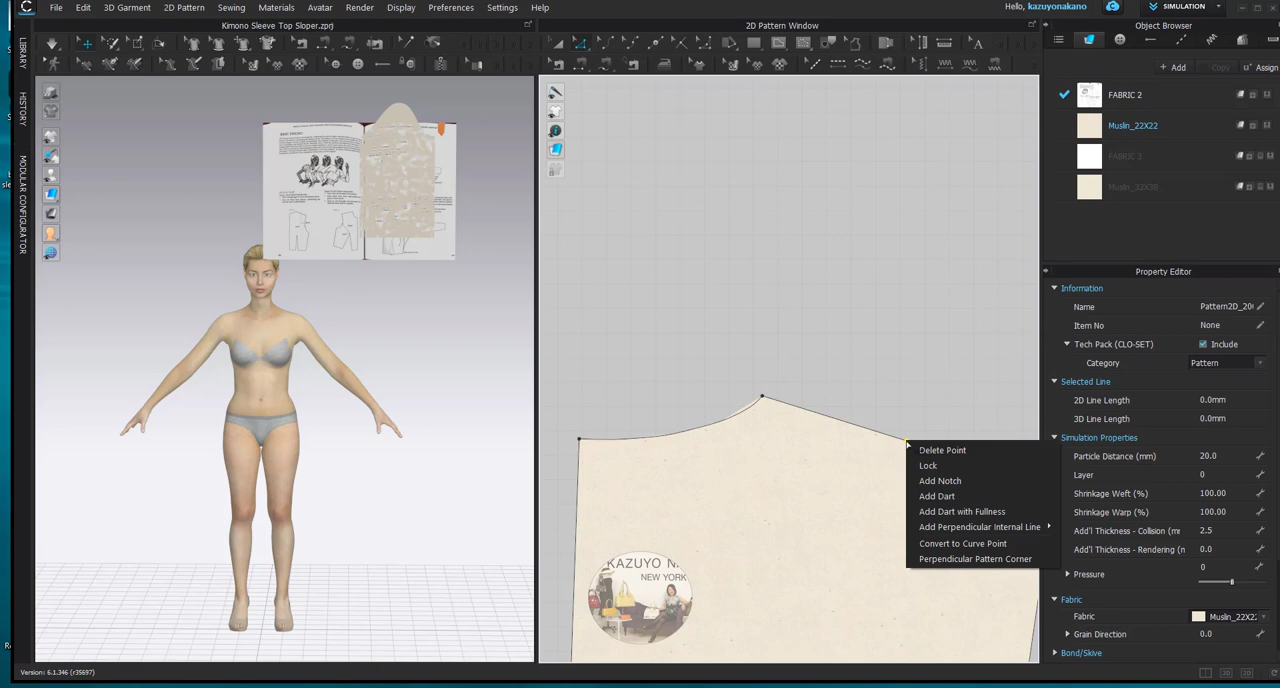 File Edit 3D Garment 2D Pattern Sewing Materials Avatar Render Display Preferences Settings Help
Hello, kazuyonakano
SIMULATION
Kimono Sleeve Top Sloper.prj
2D Pattern Window
Object Browser
LIBRARY
HISTORY
MODULAR CONFIGURATOR
+ Add Copy Assign
FABRIC 2
Muslin_22X22
FABRIC 3
Muslin_32X38
Property Editor
Information
Name Pattern2D_20
Item No None
Tech Pack (CLO-SET) Include
Category Pattern
Selected Line
2D Line Length 0.0mm
3D Line Length 0.0mm
Simulation Properties
Particle Distance (mm) 20.0
Layer 0
Shrinkage Weft (%) 100.00
Shrinkage Warp (%) 100.00
Add'l Thickness - Collision (m 2.5
Add'l Thickness - Rendering (n 0.0
Pressure 0
Fabric
Fabric Muslin_22X2
Grain Direction 0.0
Bond/Skive
Delete Point
Lock
Add Notch
Add Dart
Add Dart with Fullness
Add Perpendicular Internal Line
Convert to Curve Point
Perpendicular Pattern Corner
KAZUYO N
NEW YORK
Version: 6.1.346 (r35697)